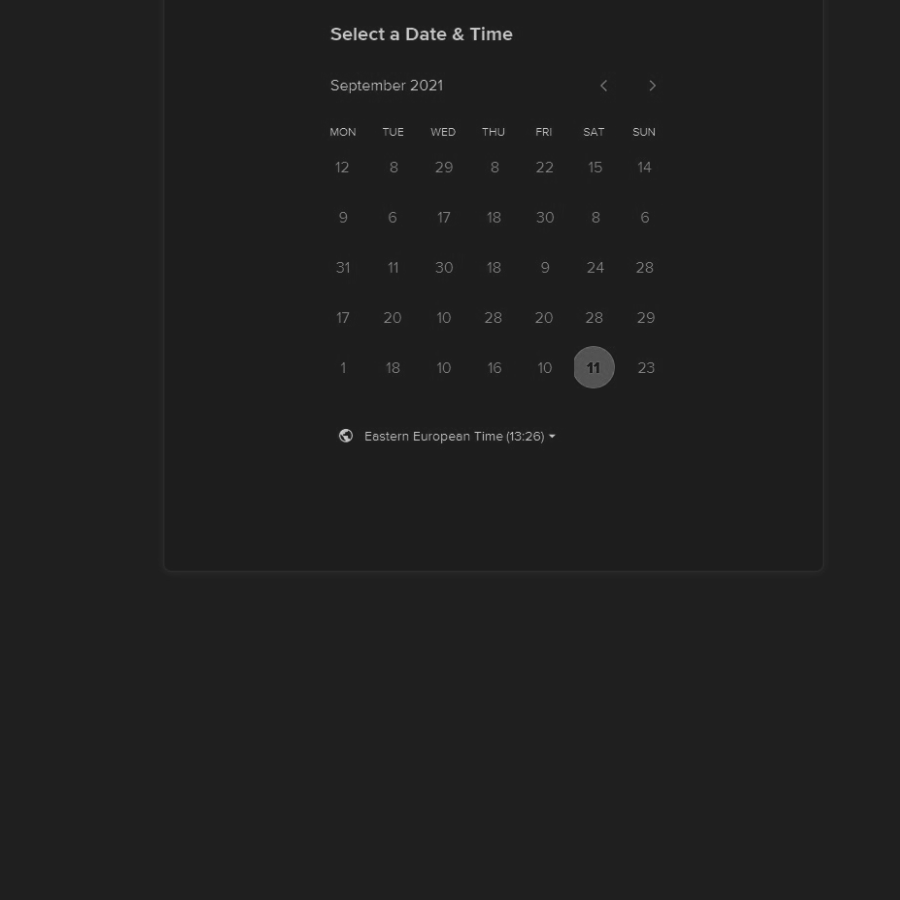 Select a Date & Time
September 2021
MON TUE WED THU FRI SAT SUN
12 8 29 8 22 15 14
9 6 17 18 30 8 6
31 11 30 18 9 24 28
17 20 10 28 20 28 29
1 18 10 16 10 11 23
Eastern European Time (13:26)